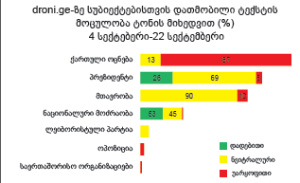 droni.ge-ზე სუბიექტებისთვის დათმობილი ტექსტის
მოცულობა ტონის მიხედვით (%)
4 სექტემბერი-22 სექტემბერი
ქართული ოცნება 13
პრეზიდენტი 26 69
მთავრობა 90
ნაციონალური მოძრაობა 53 45
ლეიბორისტული პარტია
ოპოზიცია
საერთაშორისო ორგანიზაციები
დადებითი
ნეიტრალური
უარყოფითი